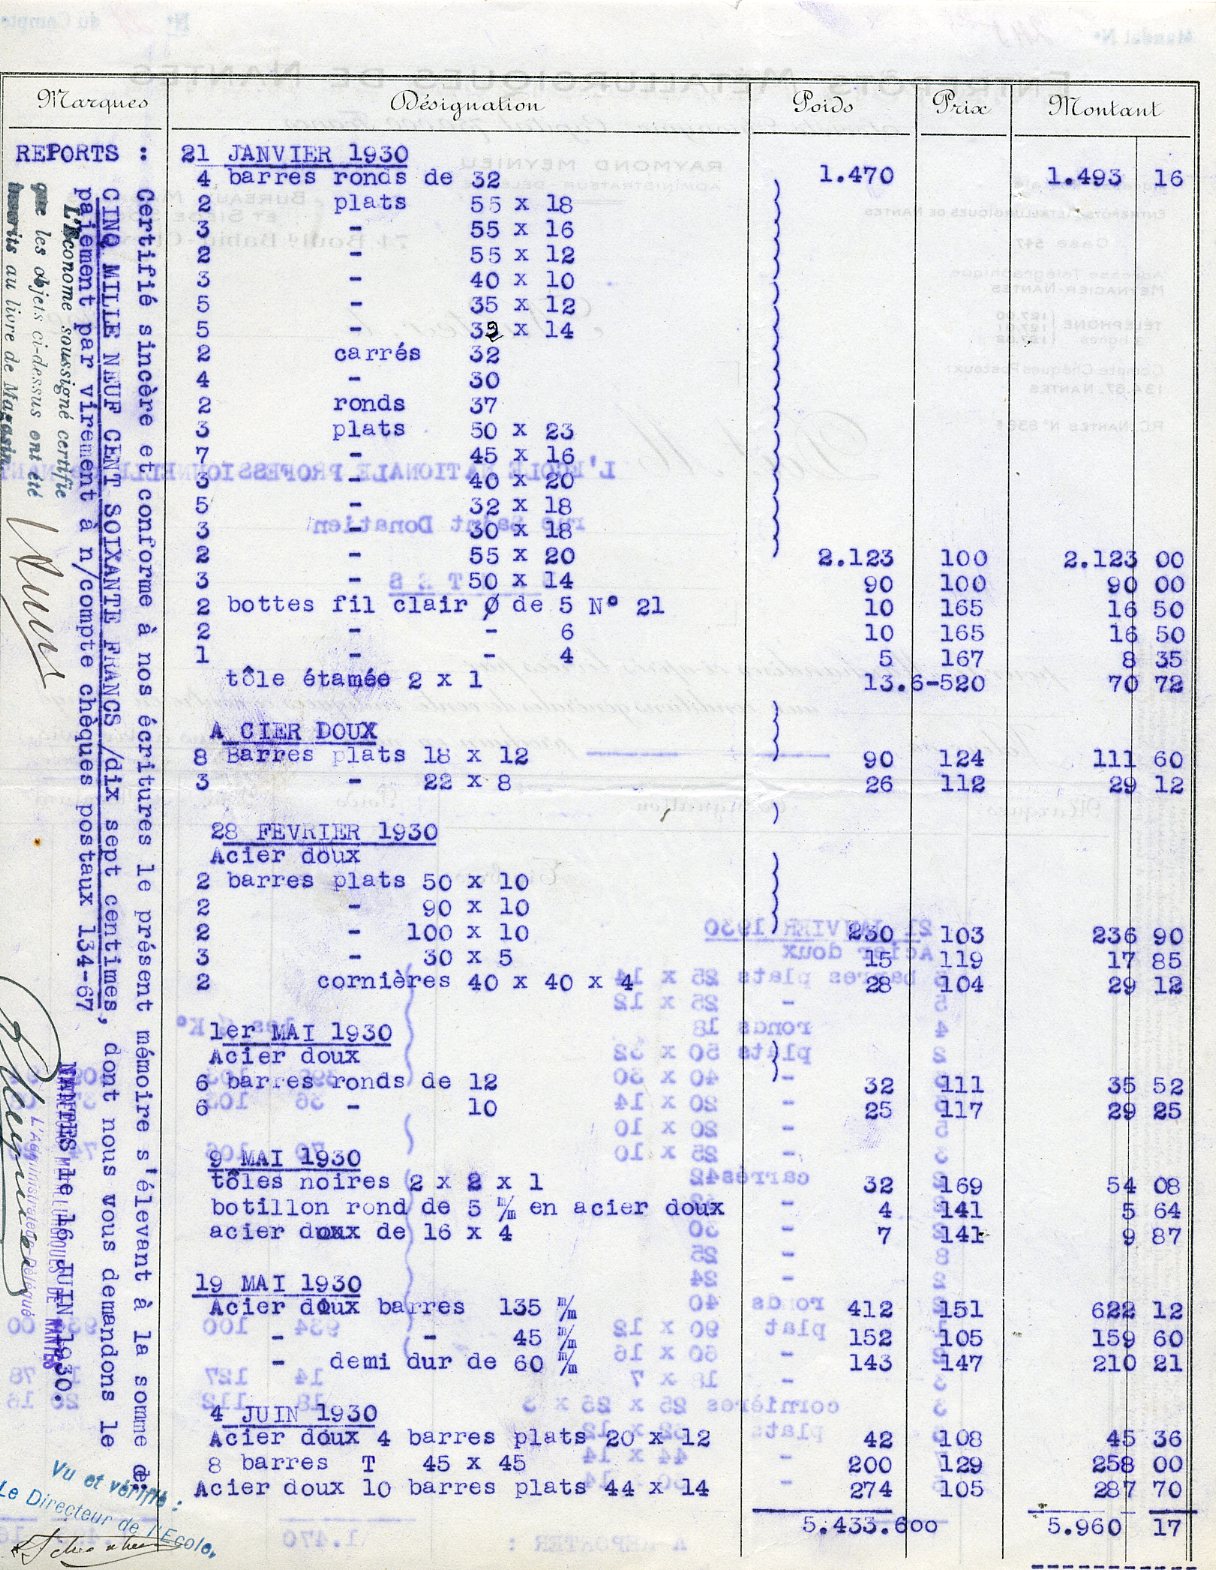 Marques Désignation Poids Prix Montant
REPORTS : 21 JANVIER 1930
4 barres ronds de 32 1.470 1.493 16
2 plats 55 x 18
3 - 55 x 16
2 - 55 x 12
3 - 40 x 10
5 - 35 x 12
5 - 32 x 14
2 carrés 32
4 - 30
2 ronds 37
3 plats 50 x 23
7 - 45 x 16
3 - 40 x 20
5 - 32 x 18
3 - 30 x 18
2 - 55 x 20 2.123 100 2.123 00
3 - 50 x 14 90 100 90 00
2 bottes fil clair Ø de 5 N° 21 10 165 16 50
2 - - 6 10 165 16 50
1 - - 4 5 167 8 35
tôle étamée 2 x 1 13.6-520 70 72
A CIER DOUX
8 Barres plats 18 x 12 90 124 111 60
3 - 22 x 8 26 112 29 12
28 FEVRIER 1930
Acier doux
2 barres plats 50 x 10
2 - 90 x 10
2 - 100 x 10 230 103 236 90
3 - 30 x 5 15 119 17 85
2 cornières 40 x 40 x 4 28 104 29 12
1er MAI 1930
Acier doux
6 barres ronds de 12 32 111 35 52
6 - 10 25 117 29 25
9 MAI 1930
tôles noires 2 x 2 x 1 32 169 54 08
botillon rond de 5 m/m en acier doux 4 141 5 64
acier doux de 16 x 4 7 141 9 87
19 MAI 1930
Acier doux barres 135 m/m 412 151 622 12
- - 45 m/m 152 105 159 60
- demi dur de 60 m/m 143 147 210 21
4 JUIN 1930
Acier doux 4 barres plats 20 x 12 42 108 45 36
8 barres T 45 x 45 200 129 258 00
Acier doux 10 barres plats 44 x 14 274 105 287 70
5.433.600 5.960 17
Certifié sincère et conforme à nos écritures le présent mémoire s'élevant à la somme de:
CINQ MILLE NEUF CENT SOIXANTE FRANCS /dix sept centimes, dont nous vous demandons le
paiement par virement à n/compte chèques postaux 134-67
NANTES le 16 JUIN 1930.
L'Administrateur-Délégué
L'Econome soussigné certifie
que les objets ci-dessus ont été
inscrits au livre de Magasin
Vu et vérifié :
Le Directeur de l'Ecole,